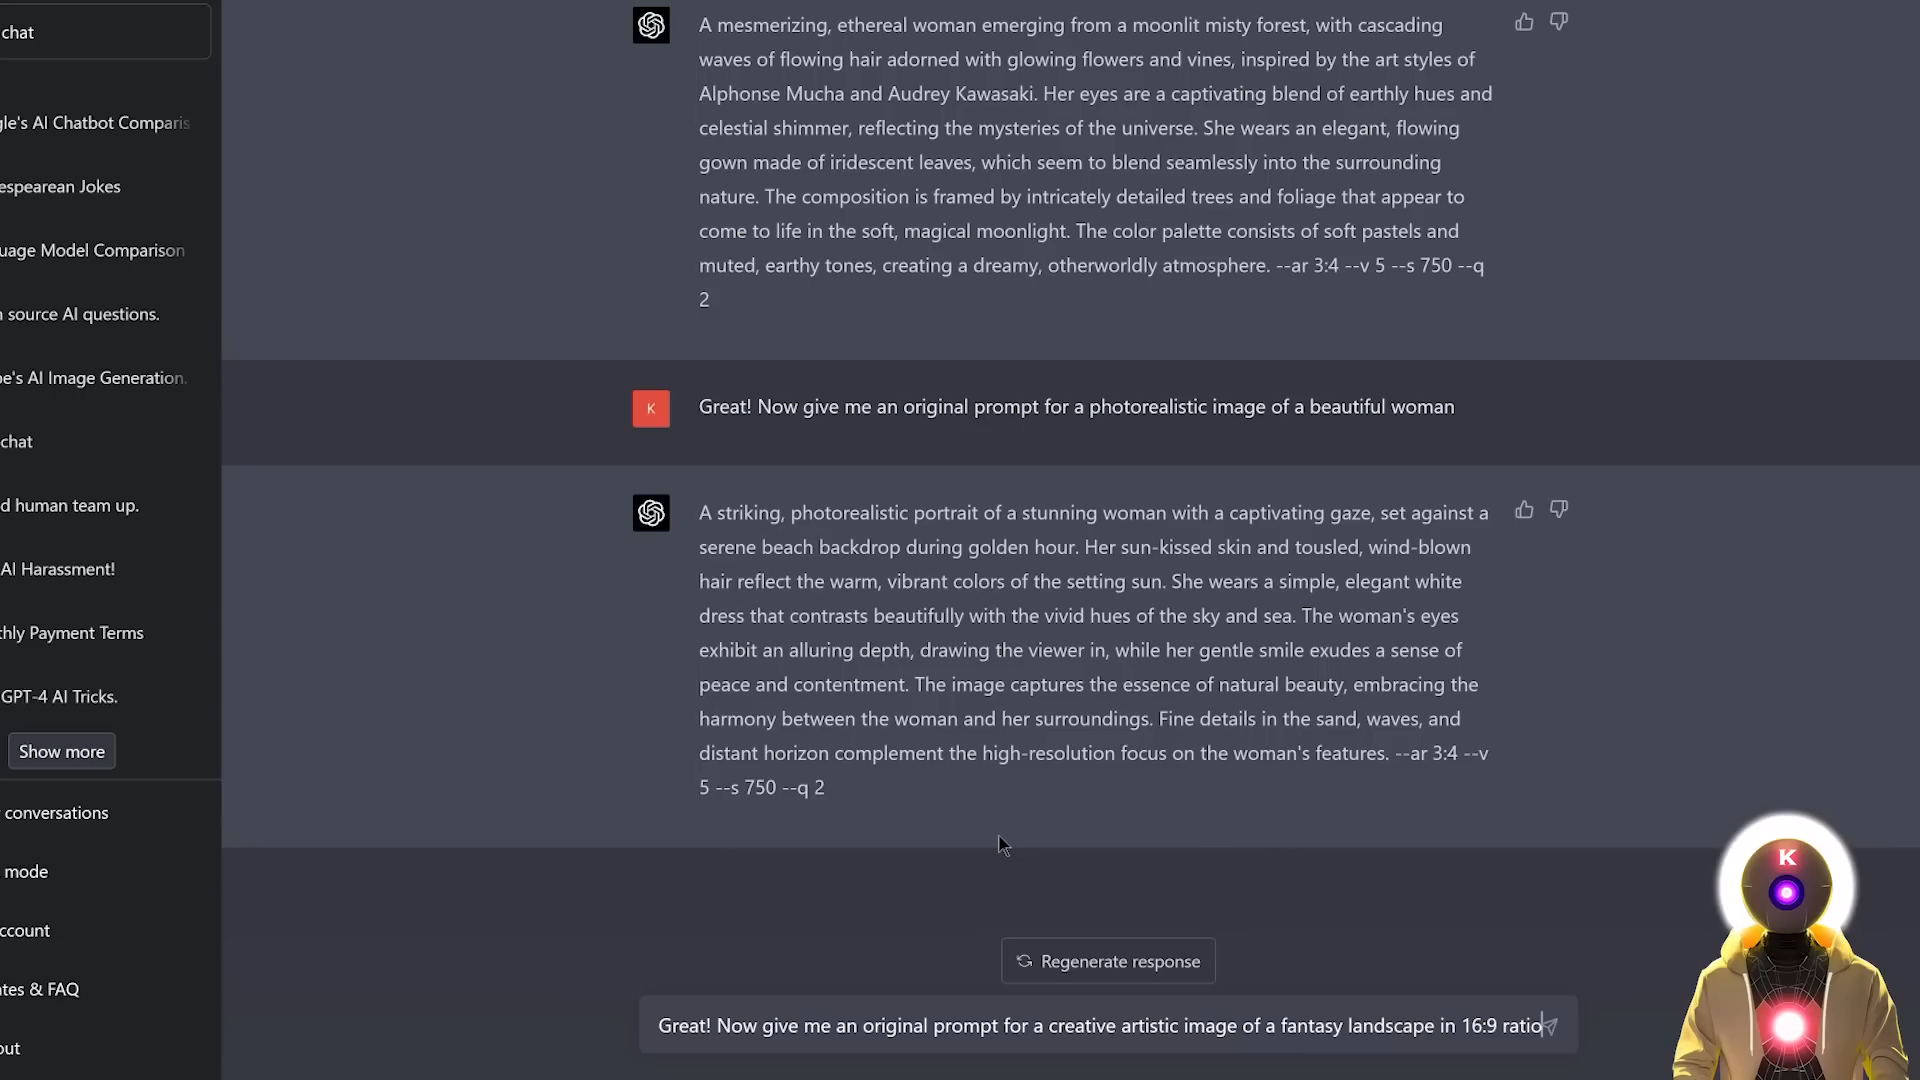 chat
gle's AI Chatbot Comparis
espearean Jokes
uage Model Comparison
n source AI questions.
be's AI Image Generation.
chat
d human team up.
AI Harassment!
thly Payment Terms
GPT-4 AI Tricks.
Show more
conversations
mode
ccount
ates & FAQ
out
A mesmerizing, ethereal woman emerging from a moonlit misty forest, with cascading
waves of flowing hair adorned with glowing flowers and vines, inspired by the art styles of
Alphonse Mucha and Audrey Kawasaki. Her eyes are a captivating blend of earthly hues and
celestial shimmer, reflecting the mysteries of the universe. She wears an elegant, flowing
gown made of iridescent leaves, which seem to blend seamlessly into the surrounding
nature. The composition is framed by intricately detailed trees and foliage that appear to
come to life in the soft, magical moonlight. The color palette consists of soft pastels and
muted, earthy tones, creating a dreamy, otherworldly atmosphere. --ar 3:4 --v 5 --s 750 --q
2
K
Great! Now give me an original prompt for a photorealistic image of a beautiful woman
A striking, photorealistic portrait of a stunning woman with a captivating gaze, set against a
serene beach backdrop during golden hour. Her sun-kissed skin and tousled, wind-blown
hair reflect the warm, vibrant colors of the setting sun. She wears a simple, elegant white
dress that contrasts beautifully with the vivid hues of the sky and sea. The woman's eyes
exhibit an alluring depth, drawing the viewer in, while her gentle smile exudes a sense of
peace and contentment. The image captures the essence of natural beauty, embracing the
harmony between the woman and her surroundings. Fine details in the sand, waves, and
distant horizon complement the high-resolution focus on the woman's features. --ar 3:4 --v
5 --s 750 --q 2
Regenerate response
Great! Now give me an original prompt for a creative artistic image of a fantasy landscape in 16:9 ratio
K